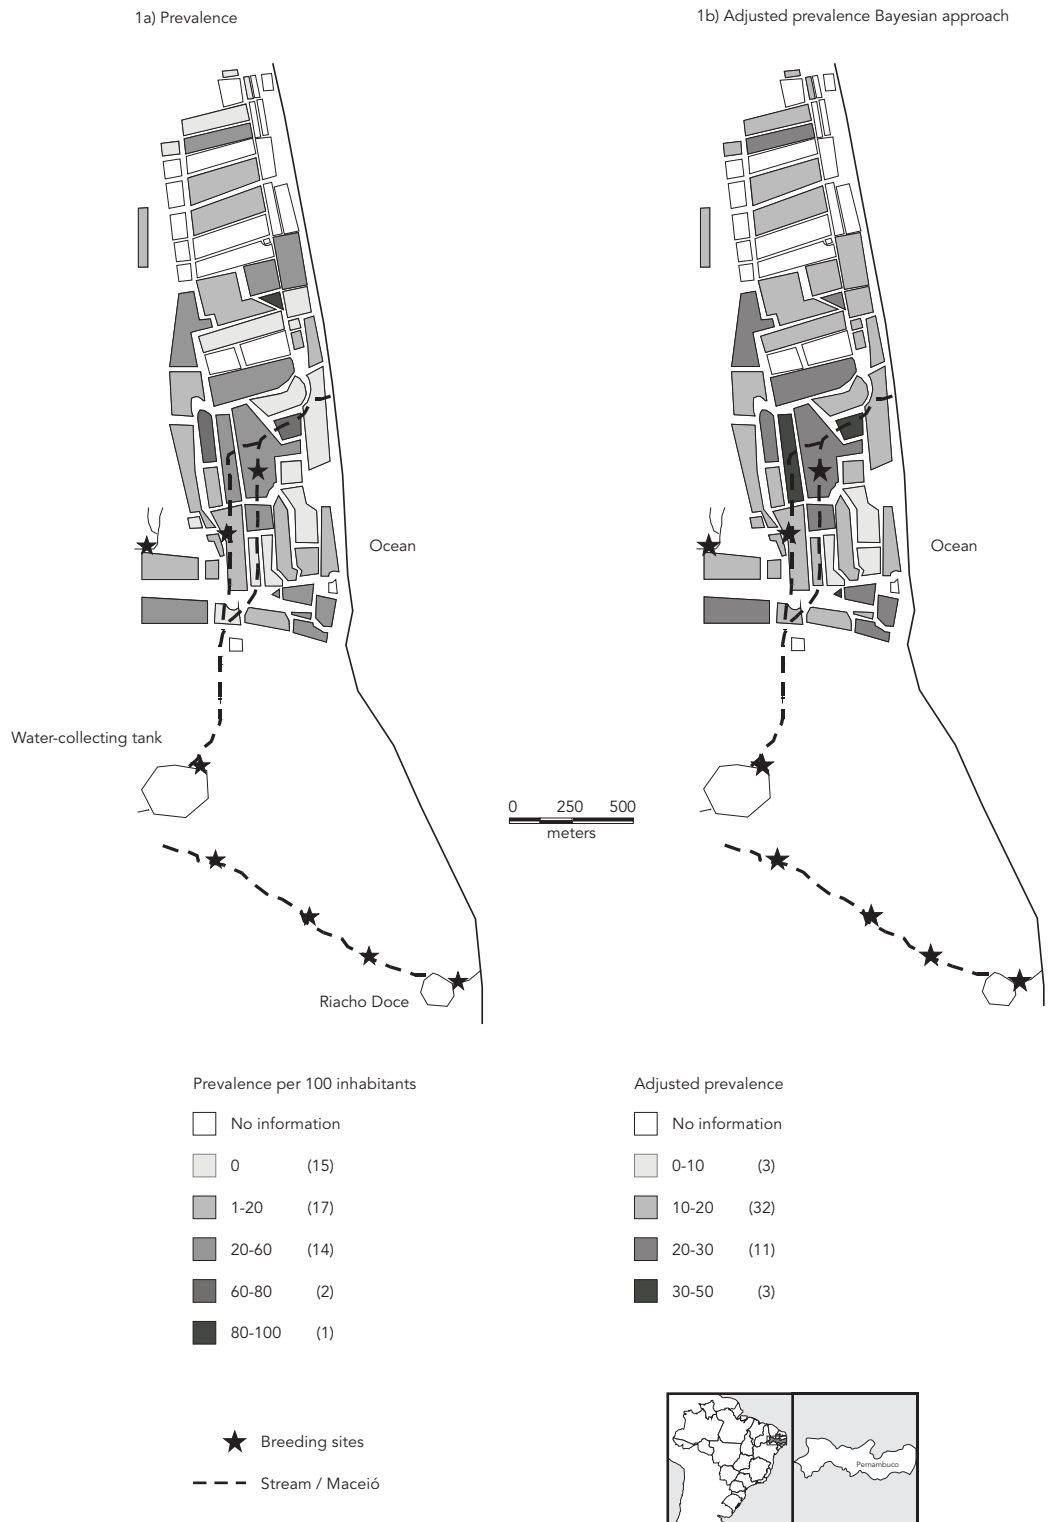 1a) Prevalence
1b) Adjusted prevalence Bayesian approach
Ocean
Ocean
Water-collecting tank
0 250 500
meters
Riacho Doce
Prevalence per 100 inhabitants
No information
0 (15)
1-20 (17)
20-60 (14)
60-80 (2)
80-100 (1)
Adjusted prevalence
No information
0-10 (3)
10-20 (32)
20-30 (11)
30-50 (3)
Breeding sites
Stream / Maceió
Pernambuco